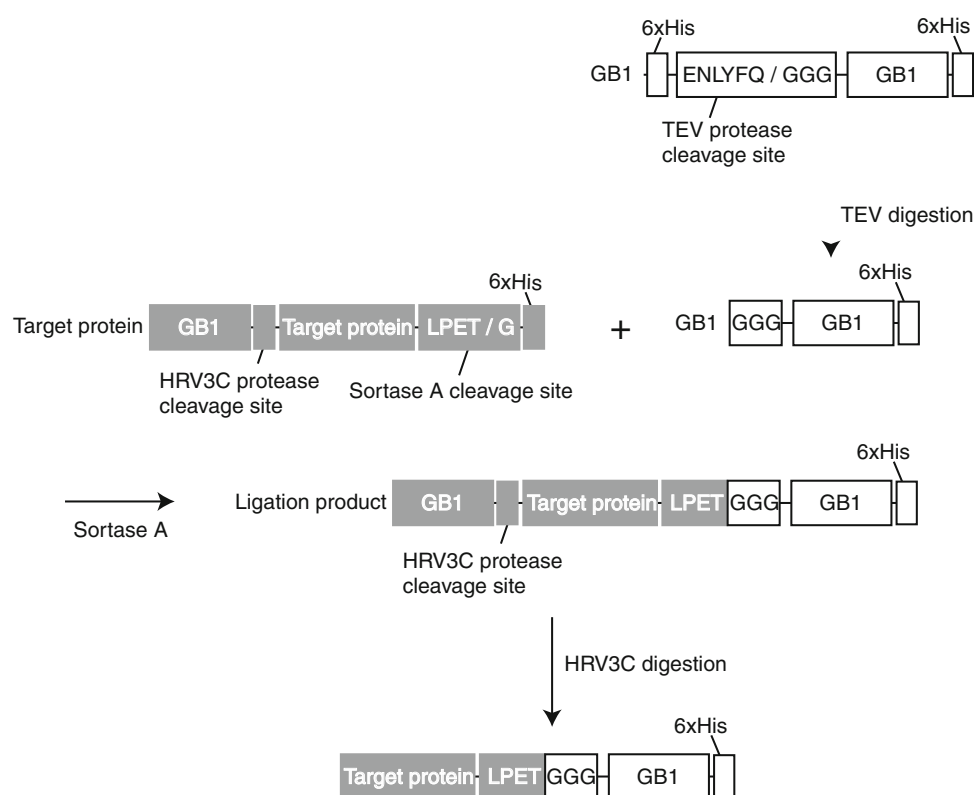 6xHis
6xHis
GB1 ENLYFQ / GGG GB1
TEV protease
cleavage site
TEV digestion
6xHis
6xHis
Target protein GB1 Target protein LPET / G + GB1 GGG GB1
HRV3C protease
cleavage site
Sortase A cleavage site
6xHis
Sortase A
Ligation product GB1 Target protein LPET GGG GB1
HRV3C protease
cleavage site
HRV3C digestion
6xHis
Target protein LPET GGG GB1